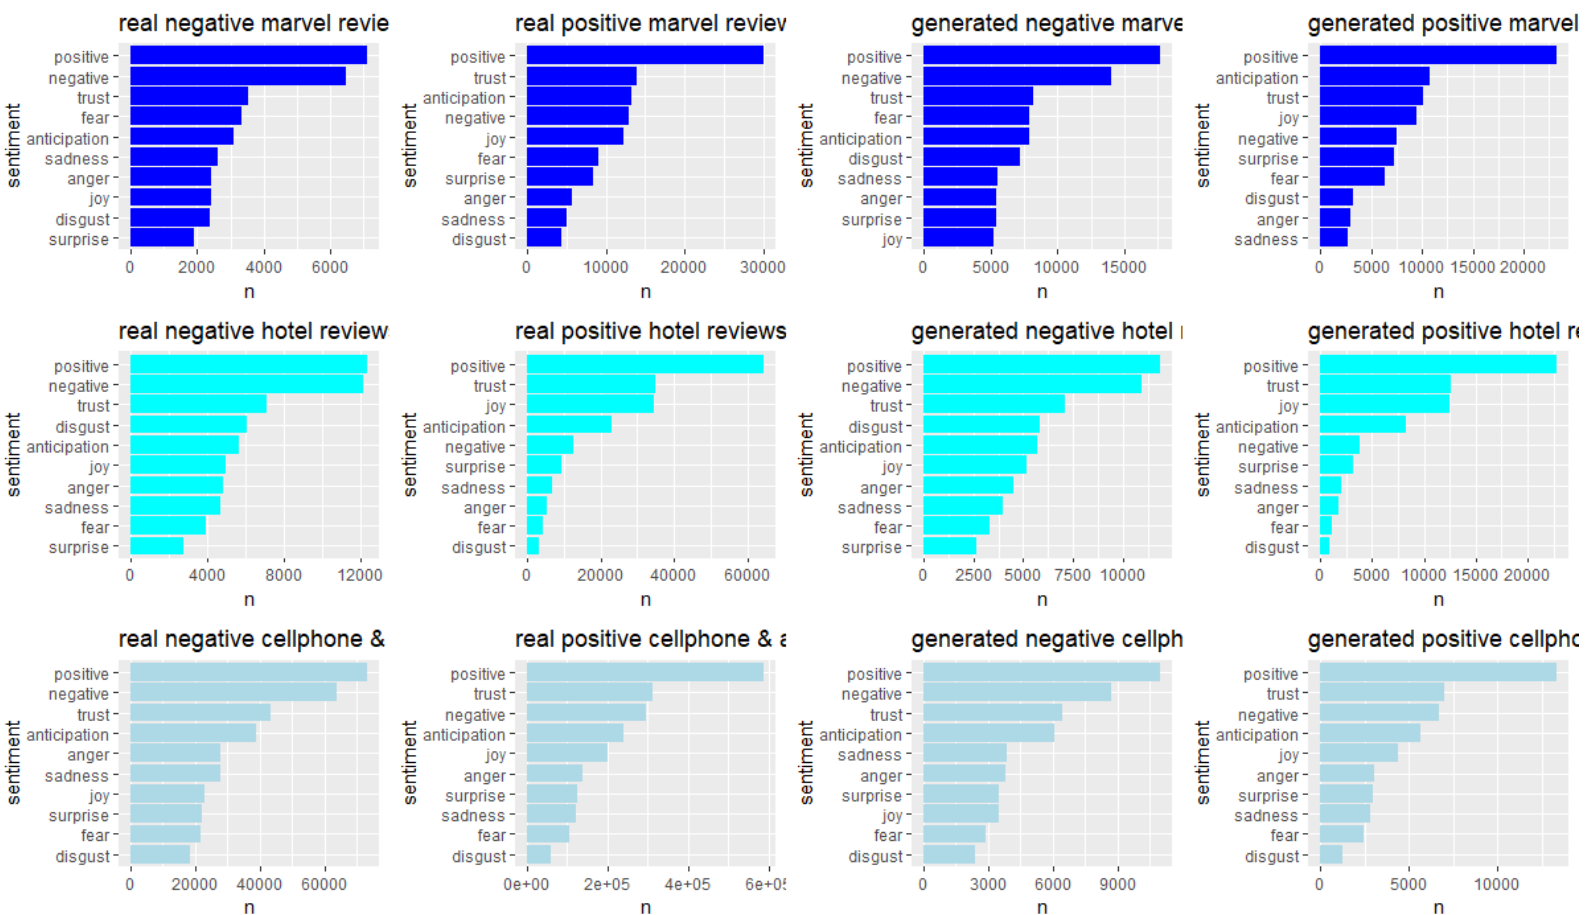 real negative marvel revie
sentiment
positive
negative
trust
fear
anticipation
sadness
anger
joy
disgust
surprise
0 2000 4000 6000
n
real positive marvel review
sentiment
positive
trust
anticipation
negative
joy
fear
surprise
anger
sadness
disgust
0 10000 20000 30000
n
generated negative marve
sentiment
positive
negative
trust
fear
anticipation
disgust
sadness
anger
surprise
joy
0 5000 10000 15000
n
generated positive marvel
sentiment
positive
anticipation
trust
joy
negative
surprise
fear
disgust
anger
sadness
0 5000 10000 15000 20000
n
real negative hotel review
sentiment
positive
negative
trust
disgust
anticipation
joy
anger
sadness
fear
surprise
0 4000 8000 12000
n
real positive hotel reviews
sentiment
positive
trust
joy
anticipation
negative
surprise
sadness
anger
fear
disgust
0 20000 40000 60000
n
generated negative hotel
sentiment
positive
negative
trust
disgust
anticipation
joy
anger
sadness
fear
surprise
0 2500 5000 7500 10000
n
generated positive hotel re
sentiment
positive
trust
joy
anticipation
negative
surprise
sadness
anger
fear
disgust
0 5000 10000 15000 20000
n
real negative cellphone &
sentiment
positive
negative
trust
anticipation
anger
sadness
joy
surprise
fear
disgust
0 20000 40000 60000
n
real positive cellphone & a
sentiment
positive
trust
negative
anticipation
joy
anger
surprise
sadness
fear
disgust
0e+00 2e+05 4e+05 6e+05
n
generated negative cellph
sentiment
positive
negative
trust
anticipation
sadness
anger
surprise
joy
fear
disgust
0 3000 6000 9000
n
generated positive cellpho
sentiment
positive
trust
negative
anticipation
joy
anger
surprise
sadness
fear
disgust
0 5000 10000
n